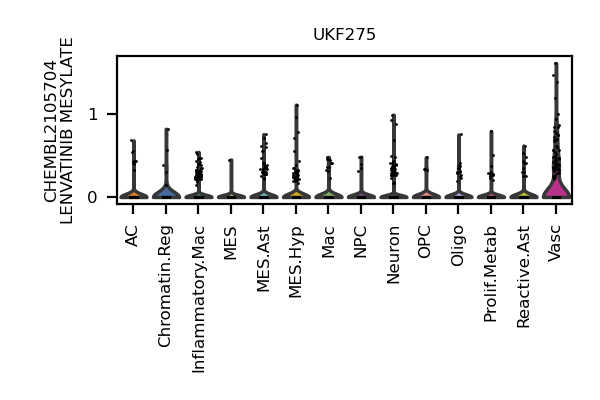 UKF275
CHEMBL2105704
LENVATINIB MESYLATE
1
0
AC
Chromatin.Reg
Inflammatory.Mac
MES
MES.Ast
MES.Hyp
Mac
NPC
Neuron
OPC
Oligo
Prolif.Metab
Reactive.Ast
Vasc